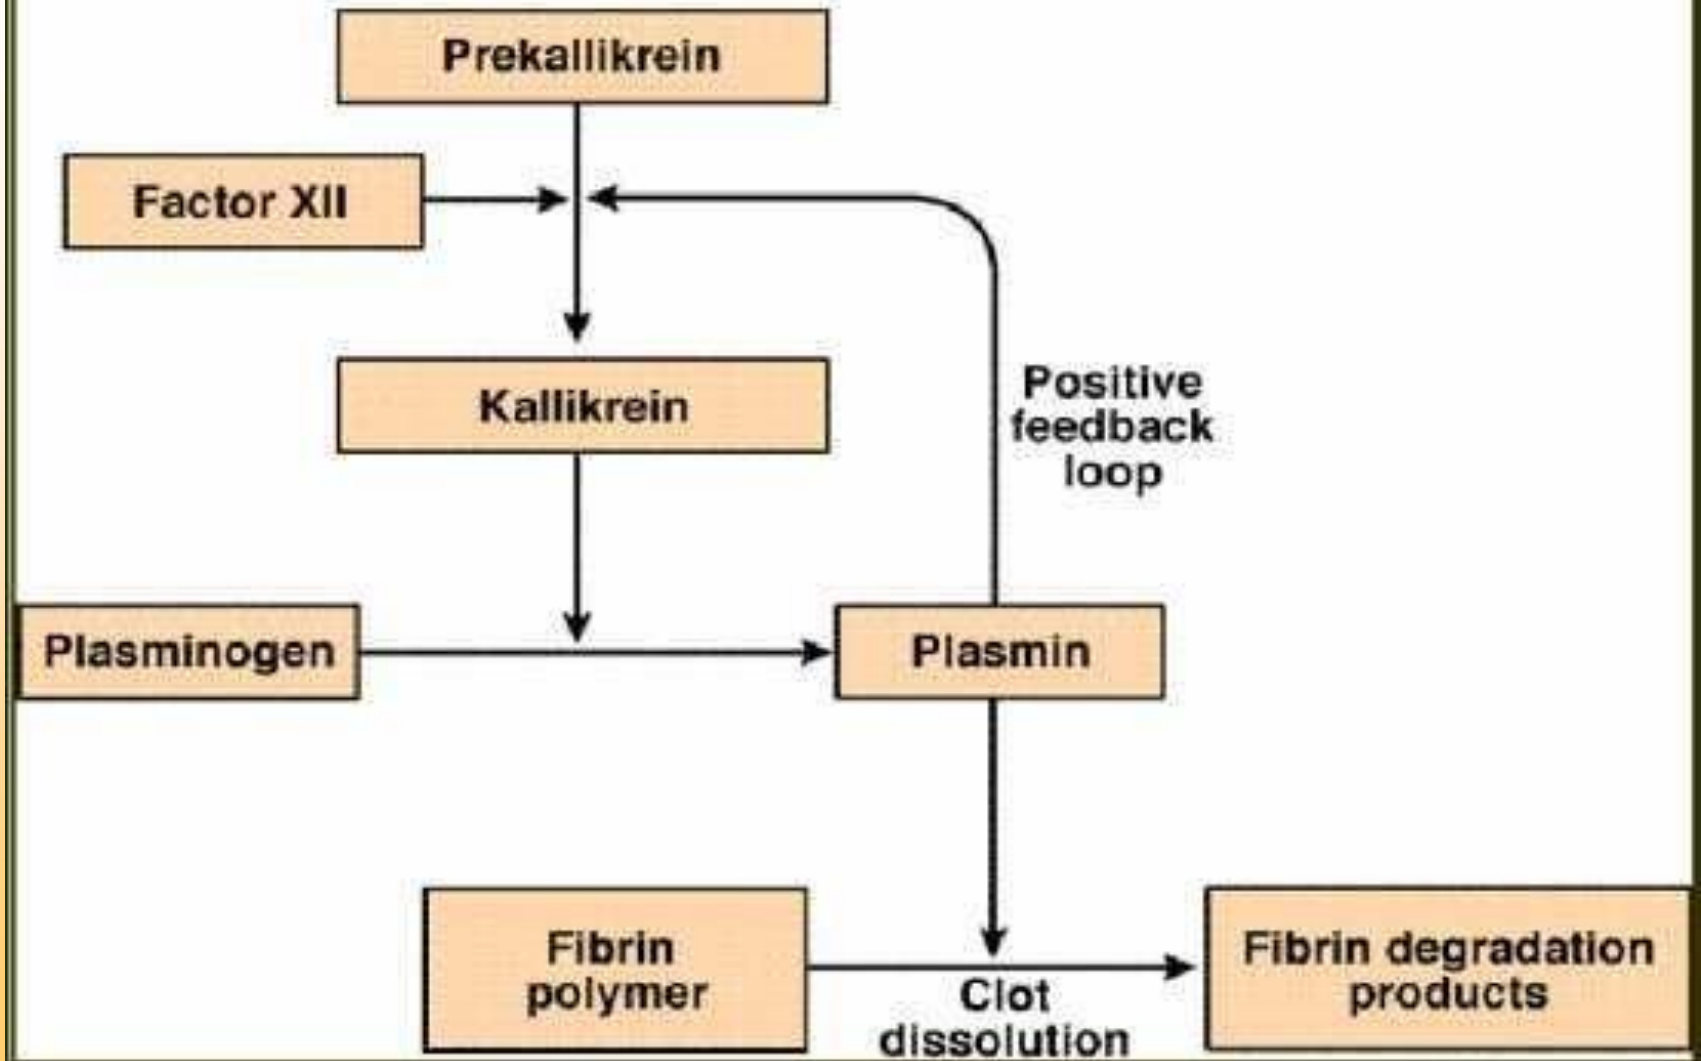 Prekallikrein
Factor XII
Kallikrein
Positive
feedback
loop
Plasminogen
Plasmin
Fibrin
polymer
Clot
dissolution
Fibrin degradation
products